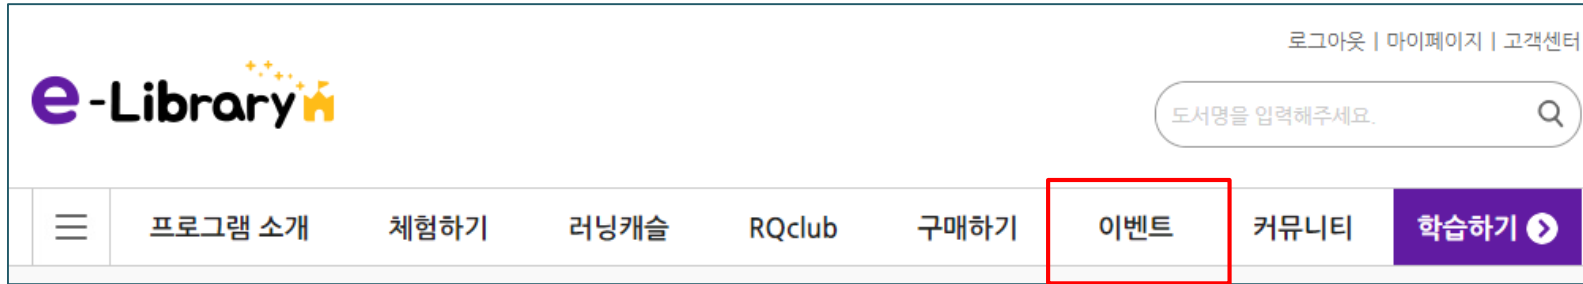 로그아웃 | 마이페이지 | 고객센터
e-Library
도서명을 입력해주세요.
프로그램 소개 체험하기 러닝캐슬 RQclub 구매하기 이벤트 커뮤니티 학습하기